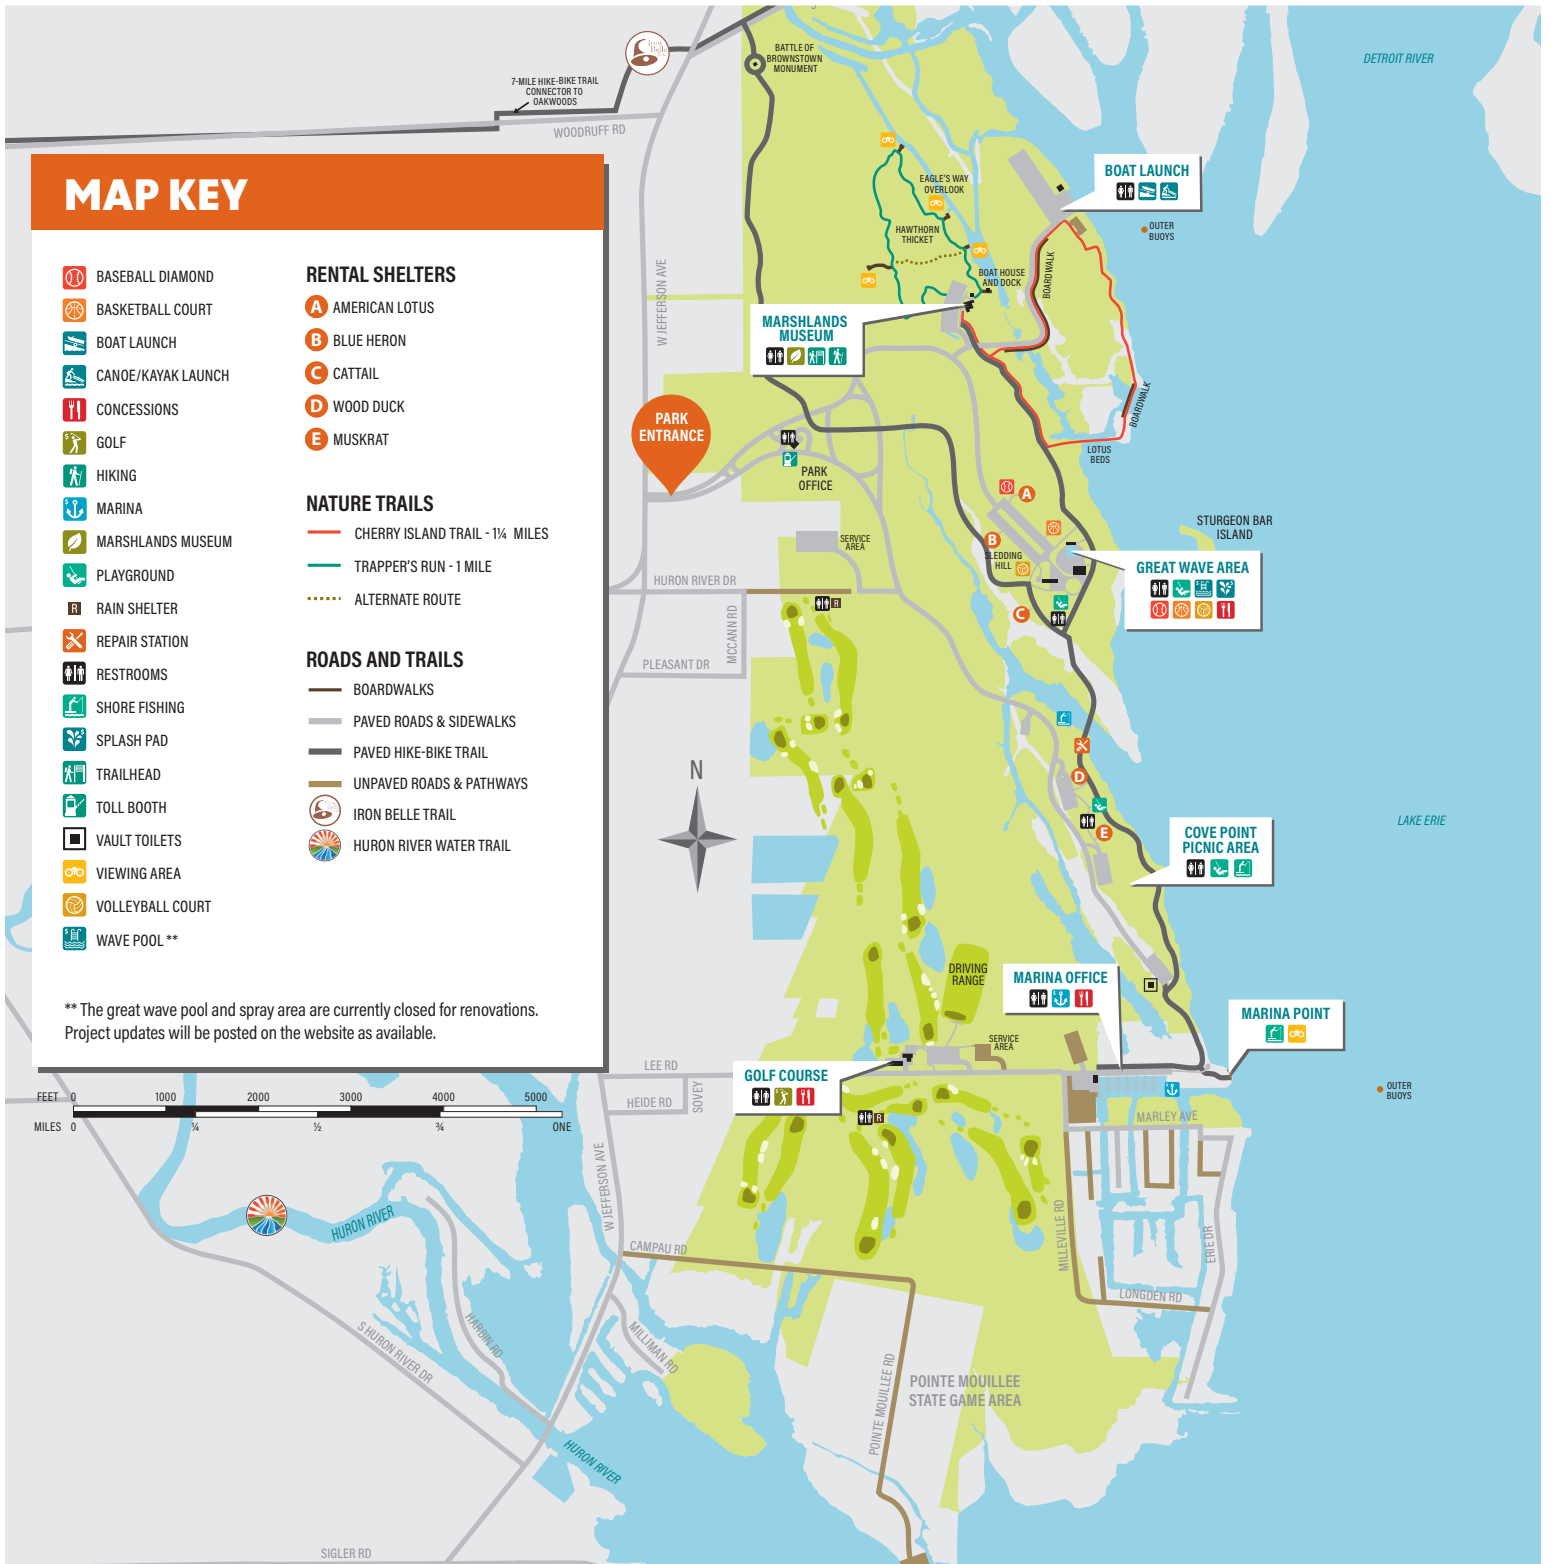 DETROIT RIVER
BATTLE OF
BROWNSTOWN
MONUMENT
7-MILE HIKE-BIKE TRAIL
CONNECTOR TO
OAKWOODS
WOODRUFF RD
MAP KEY
BASEBALL DIAMOND
BASKETBALL COURT
BOAT LAUNCH
CANOE/KAYAK LAUNCH
CONCESSIONS
GOLF
HIKING
MARINA
MARSHLANDS MUSEUM
PLAYGROUND
R
RAIN SHELTER
REPAIR STATION
RESTROOMS
SHORE FISHING
SPLASH PAD
TRAILHEAD
TOLL BOOTH
VAULT TOILETS
VIEWING AREA
VOLLEYBALL COURT
WAVE POOL **
RENTAL SHELTERS
A AMERICAN LOTUS
B BLUE HERON
C CATTAIL
D WOOD DUCK
E MUSKRAT
NATURE TRAILS
CHERRY ISLAND TRAIL - 1¼ MILES
TRAPPER'S RUN - 1 MILE
ALTERNATE ROUTE
ROADS AND TRAILS
BOARDWALKS
PAVED ROADS & SIDEWALKS
PAVED HIKE-BIKE TRAIL
UNPAVED ROADS & PATHWAYS
IRON BELLE TRAIL
HURON RIVER WATER TRAIL
** The great wave pool and spray area are currently closed for renovations.
Project updates will be posted on the website as available.
FEET 0 1000 2000 3000 4000 5000
MILES 0 ¼ ½ ¾ ONE
W JEFFERSON AVE
EAGLE'S WAY
OVERLOOK
HAWTHORN
THICKET
BOAT HOUSE
AND DOCK
BOARDWALK
BOAT LAUNCH
OUTER
BUOYS
MARSHLANDS
MUSEUM
BOARDWALK
LOTUS
BEDS
PARK
ENTRANCE
PARK
OFFICE
A
B
SLEDDING
HILL
C
STURGEON BAR
ISLAND
GREAT WAVE AREA
SERVICE
AREA
HURON RIVER DR
R
MCCANN RD
PLEASANT DR
N
D
E
LAKE ERIE
COVE POINT
PICNIC AREA
DRIVING
RANGE
MARINA OFFICE
MARINA POINT
SERVICE
AREA
LEE RD
HEIDE RD
SOVEY
GOLF COURSE
R
OUTER
BUOYS
MARLEY AVE
W JEFFERSON AVE
HURON RIVER
CAMPAU RD
MILLEVILLE RD
ERIE DR
LONGDEN RD
HARBIN RD
S HURON RIVER DR
MILLIMAN RD
POINTE MOUILLEE RD
POINTE MOUILLEE
STATE GAME AREA
HURON RIVER
SIGLER RD